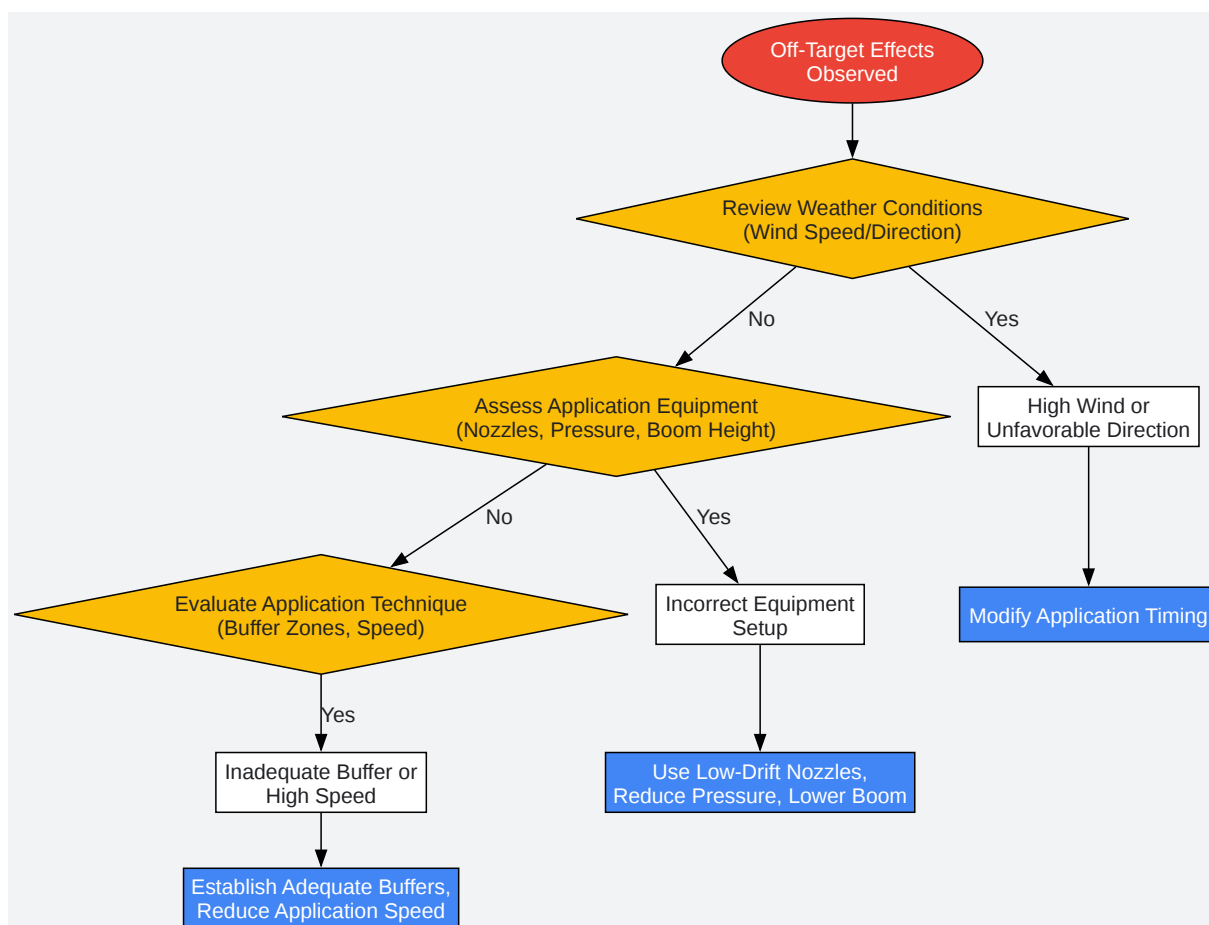 Off-Target Effects
Observed
Review Weather Conditions
(Wind Speed/Direction)
No
Yes
Assess Application Equipment
(Nozzles, Pressure, Boom Height)
High Wind or
Unfavorable Direction
No
Yes
Evaluate Application Technique
(Buffer Zones, Speed)
Incorrect Equipment
Setup
Modify Application Timing
Yes
Inadequate Buffer or
High Speed
Use Low-Drift Nozzles,
Reduce Pressure, Lower Boom
Establish Adequate Buffers,
Reduce Application Speed